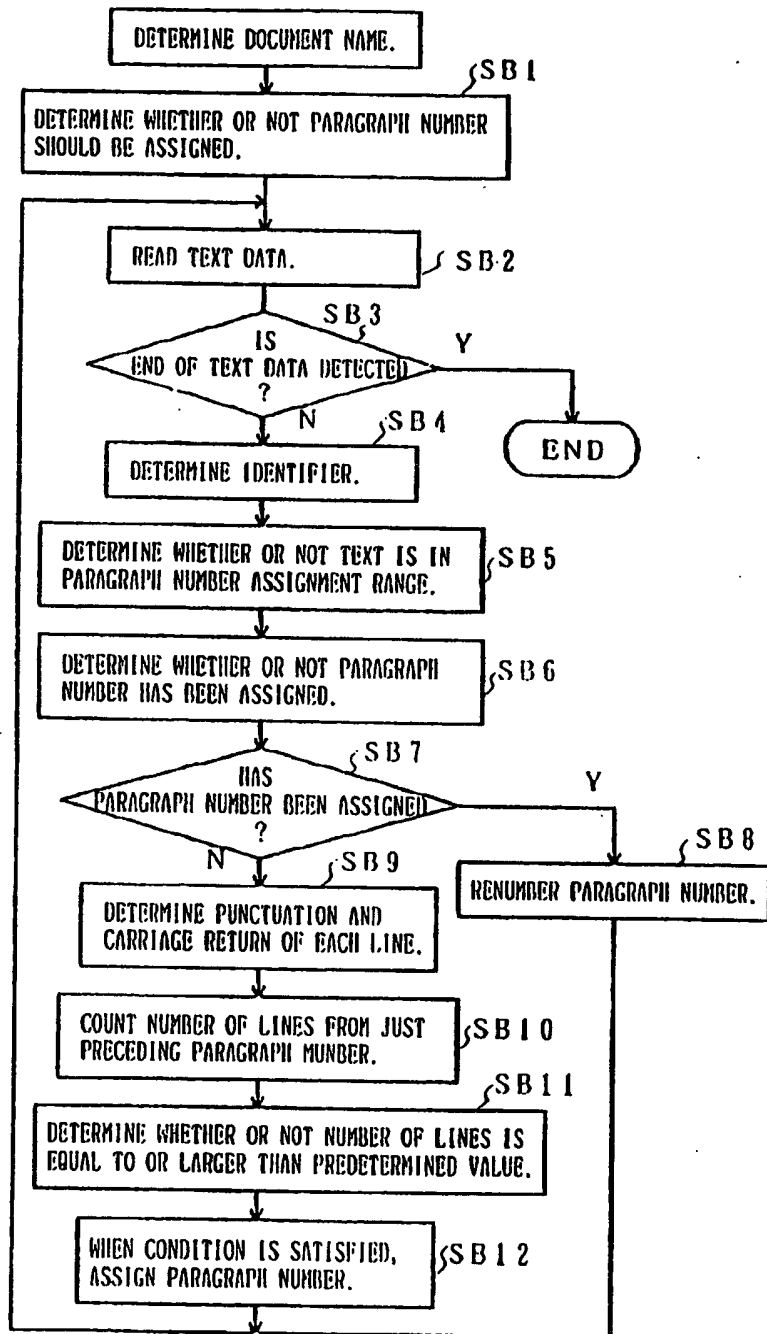 DETERMINE DOCUMENT NAME.
SB1
DETERMINE WHETHER OR NOT PARAGRAPH NUMBER
SHOULD BE ASSIGNED.
READ TEXT DATA.
SB2
SB3
IS
END OF TEXT DATA DETECTED
?
Y
N
END
SB4
DETERMINE IDENTIFIER.
DETERMINE WHETHER OR NOT TEXT IS IN
PARAGRAPH NUMBER ASSIGNMENT RANGE.
SB5
DETERMINE WHETHER OR NOT PARAGRAPH
NUMBER HAS BEEN ASSIGNED.
SB6
SB7
HAS
PARAGRAPH NUMBER BEEN ASSIGNED
?
Y
N
SB8
RENUMBER PARAGRAPH NUMBER.
SB9
DETERMINE PUNCTUATION AND
CARRIAGE RETURN OF EACH LINE.
COUNT NUMBER OF LINES FROM JUST
PRECEDING PARAGRAPH MUNBER.
SB10
SB11
DETERMINE WHETHER OR NOT NUMBER OF LINES IS
EQUAL TO OR LARGER THAN PREDETERMINED VALUE.
WHEN CONDITION IS SATISFIED,
ASSIGN PARAGRAPH NUMBER.
SB12